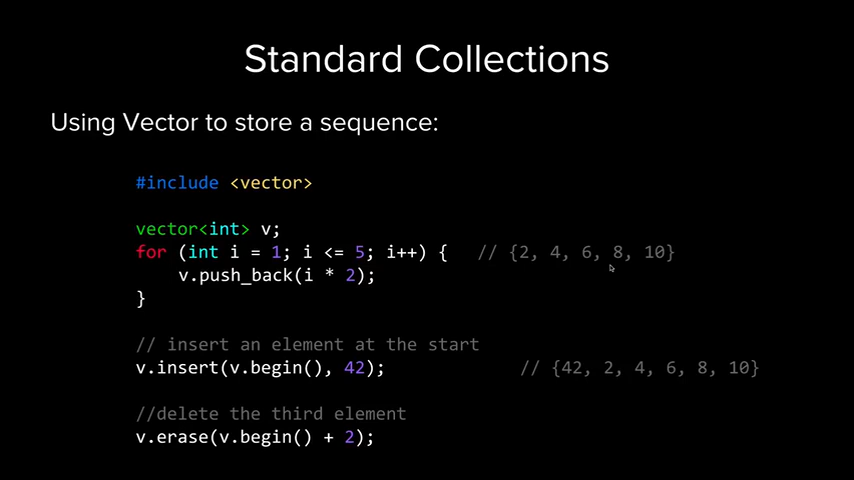 Standard Collections
Using Vector to store a sequence:
#include <vector>
vector<int> v;
for (int i = 1; i <= 5; i++) { // {2, 4, 6, 8, 10}
v.push_back(i * 2);
}
// insert an element at the start
v.insert(v.begin(), 42); // {42, 2, 4, 6, 8, 10}
//delete the third element
v.erase(v.begin() + 2);